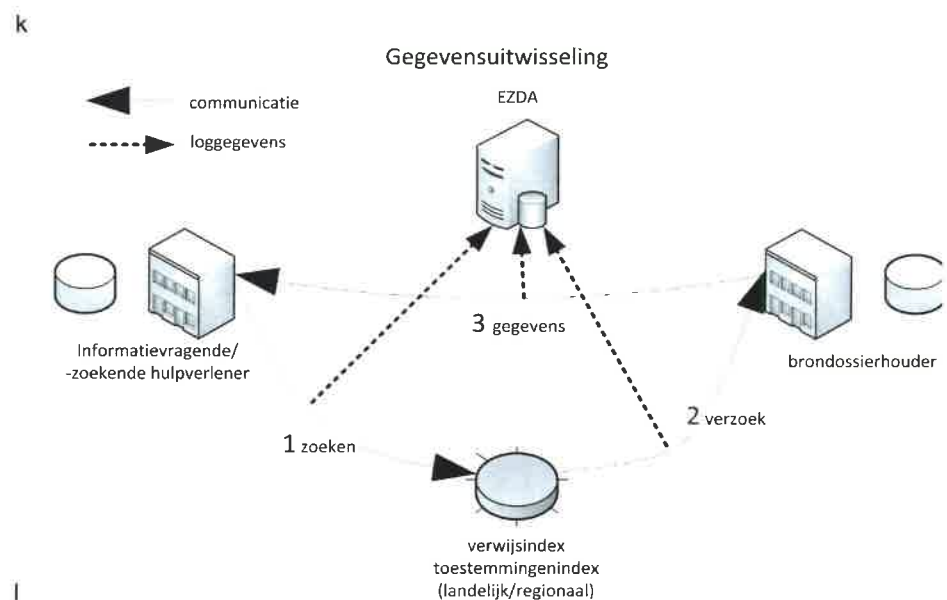 k
Gegevensuitwisseling
EZDA
communicatie
loggegevens
3 gegevens
Informatievragende/
-zoekende hulpverlener
brondossierhouder
2 verzoek
1 zoeken
verwijsindex
toestemmingenindex
(landelijk/regionaal)
l